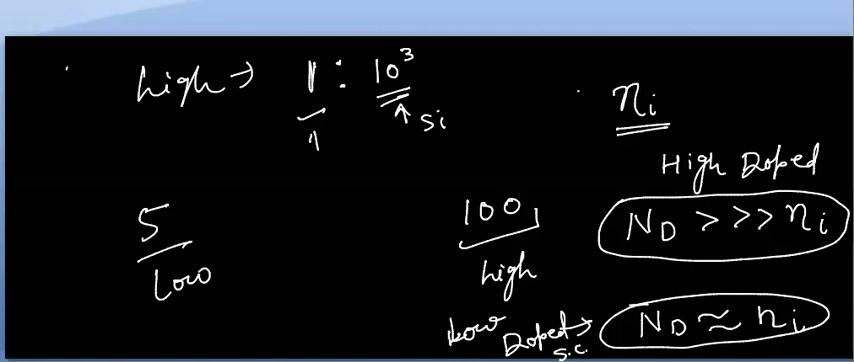 high → 1 : 10³
↑ Si
1
ni
High Doped
ND >>> ni
5
Low
100
high
Low Doped → s.c.
ND ≈ ni